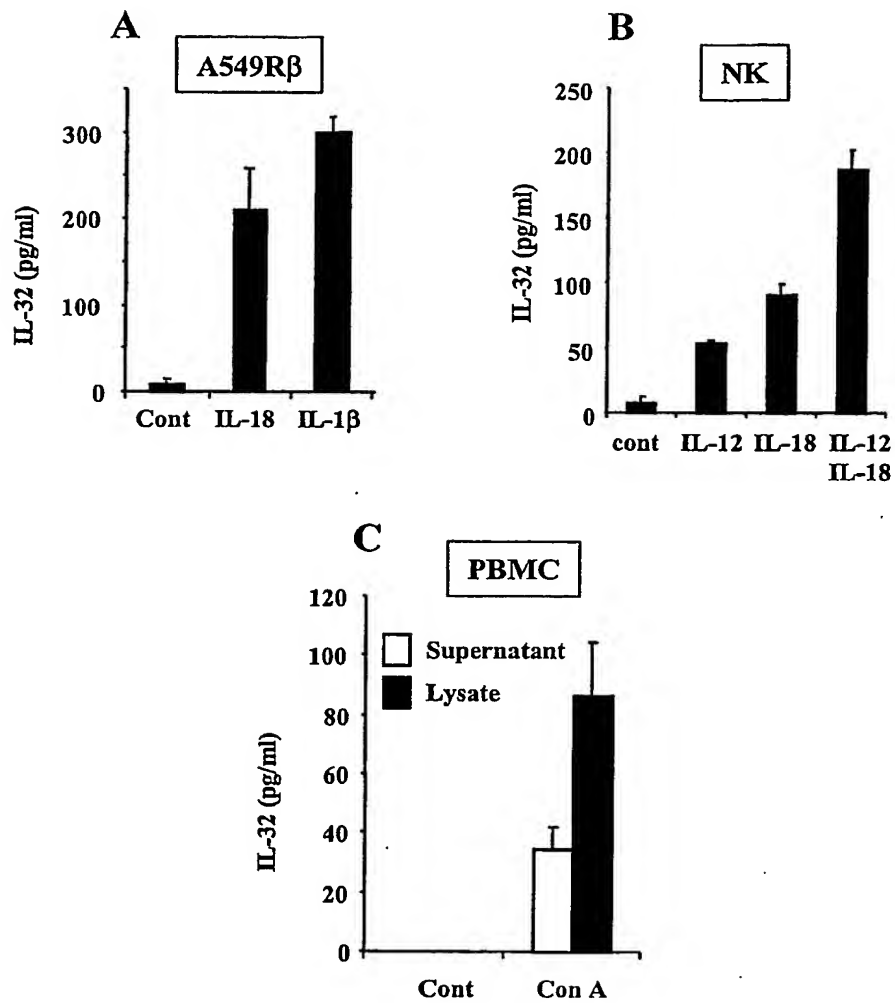 A
A549Rβ
IL-32 (pg/ml)
300
200
100
0
Cont IL-18 IL-1β
B
NK
IL-32 (pg/ml)
250
200
150
100
50
0
cont IL-12 IL-18 IL-12
IL-18
C
PBMC
IL-32 (pg/ml)
120
100
80
60
40
20
0
Supernatant
Lysate
Cont Con A